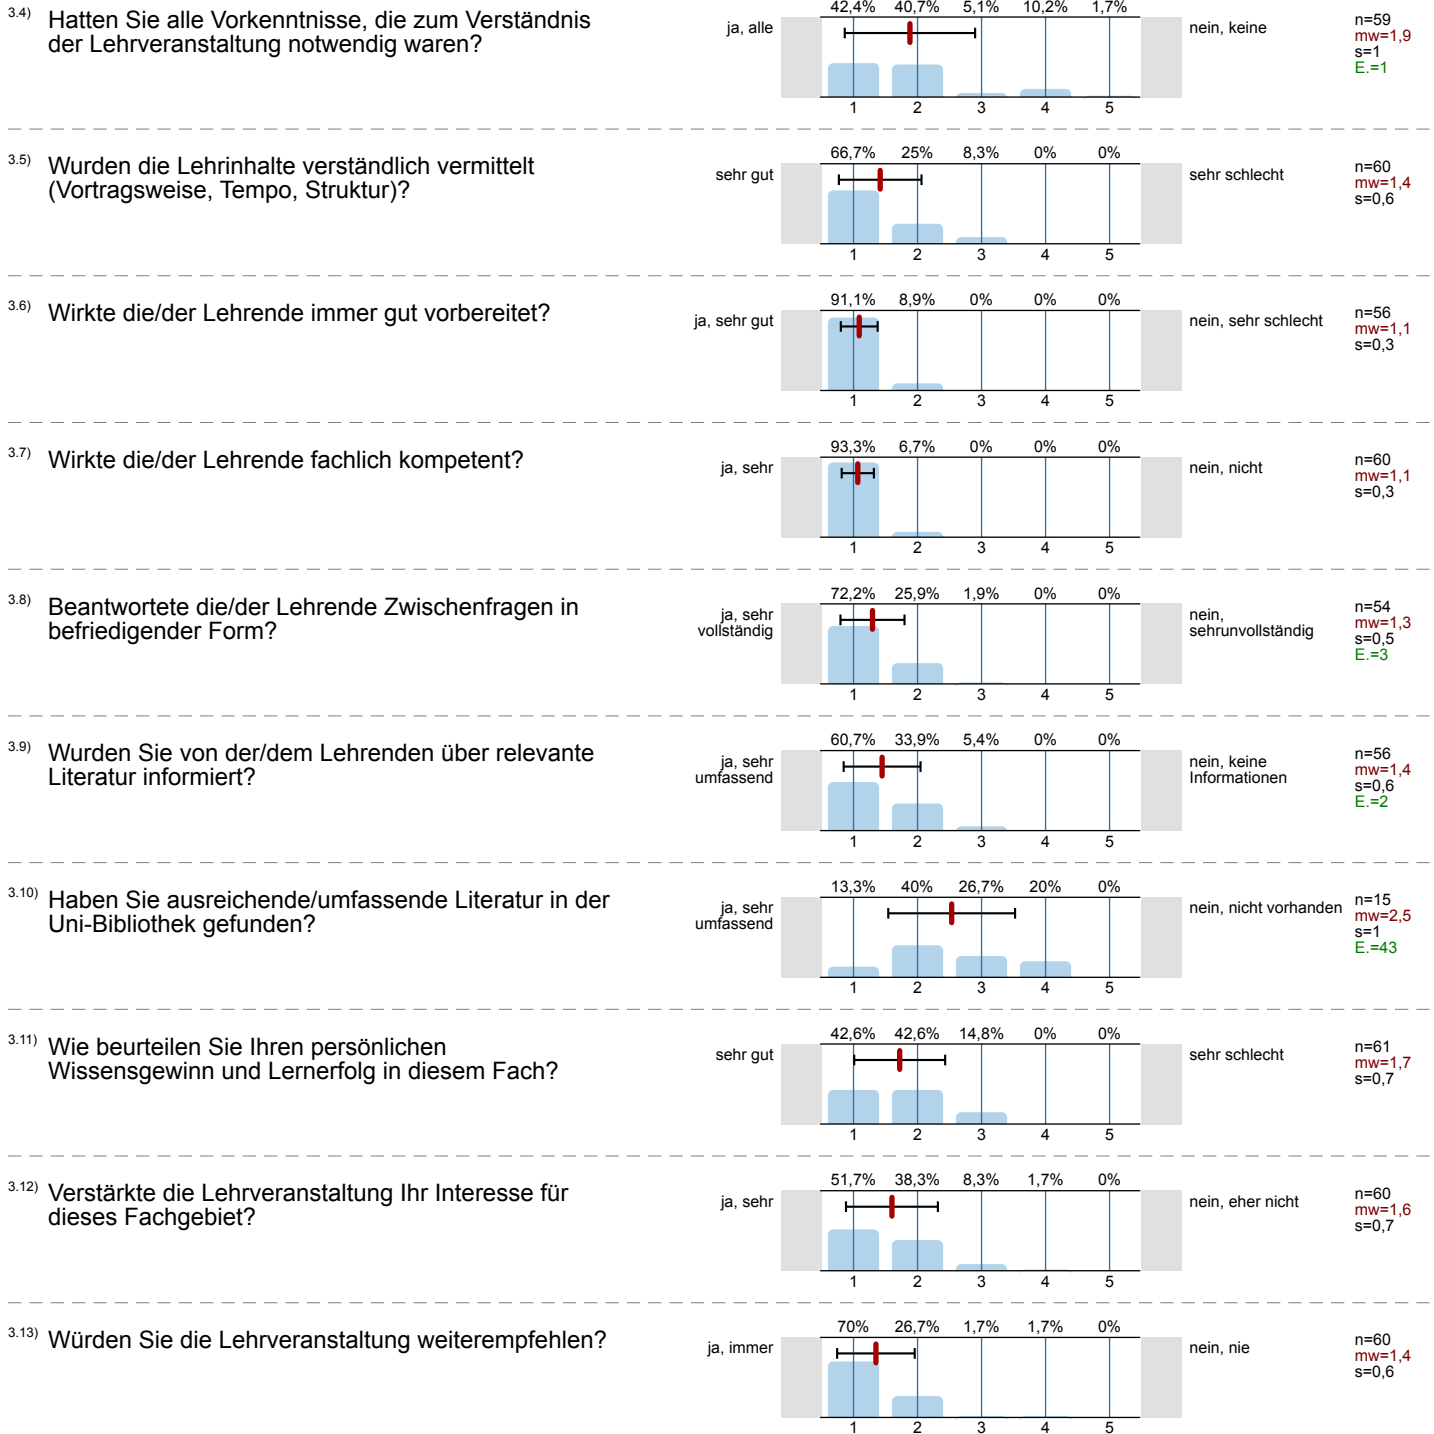 3.4) Hatten Sie alle Vorkenntnisse, die zum Verständnis
der Lehrveranstaltung notwendig waren?
42,4% 40,7% 5,1% 10,2% 1,7%
ja, alle
nein, keine
n=59
mw=1,9
s=1
E.=1
1 2 3 4 5
3.5) Wurden die Lehrinhalte verständlich vermittelt
(Vortragsweise, Tempo, Struktur)?
66,7% 25% 8,3% 0% 0%
sehr gut
sehr schlecht
n=60
mw=1,4
s=0,6
1 2 3 4 5
3.6) Wirkte die/der Lehrende immer gut vorbereitet?
91,1% 8,9% 0% 0% 0%
ja, sehr gut
nein, sehr schlecht
n=56
mw=1,1
s=0,3
1 2 3 4 5
3.7) Wirkte die/der Lehrende fachlich kompetent?
93,3% 6,7% 0% 0% 0%
ja, sehr
nein, nicht
n=60
mw=1,1
s=0,3
1 2 3 4 5
3.8) Beantwortete die/der Lehrende Zwischenfragen in
befriedigender Form?
72,2% 25,9% 1,9% 0% 0%
ja, sehr
vollständig
nein,
sehrunvollständig
n=54
mw=1,3
s=0,5
E.=3
1 2 3 4 5
3.9) Wurden Sie von der/dem Lehrenden über relevante
Literatur informiert?
60,7% 33,9% 5,4% 0% 0%
ja, sehr
umfassend
nein, keine
Informationen
n=56
mw=1,4
s=0,6
E.=2
1 2 3 4 5
3.10) Haben Sie ausreichende/umfassende Literatur in der
Uni-Bibliothek gefunden?
13,3% 40% 26,7% 20% 0%
ja, sehr
umfassend
nein, nicht vorhanden
n=15
mw=2,5
s=1
E.=43
1 2 3 4 5
3.11) Wie beurteilen Sie Ihren persönlichen
Wissensgewinn und Lernerfolg in diesem Fach?
42,6% 42,6% 14,8% 0% 0%
sehr gut
sehr schlecht
n=61
mw=1,7
s=0,7
1 2 3 4 5
3.12) Verstärkte die Lehrveranstaltung Ihr Interesse für
dieses Fachgebiet?
51,7% 38,3% 8,3% 1,7% 0%
ja, sehr
nein, eher nicht
n=60
mw=1,6
s=0,7
1 2 3 4 5
3.13) Würden Sie die Lehrveranstaltung weiterempfehlen?
70% 26,7% 1,7% 1,7% 0%
ja, immer
nein, nie
n=60
mw=1,4
s=0,6
1 2 3 4 5